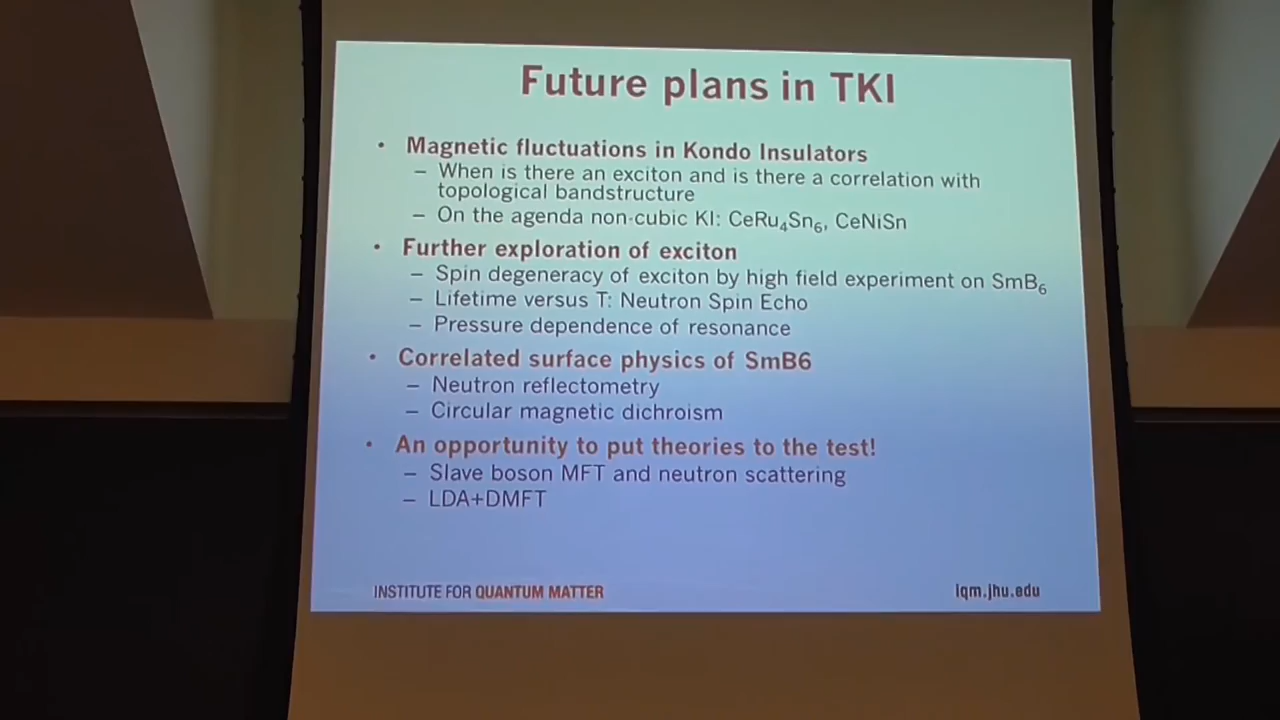 Future plans in TKI
• Magnetic fluctuations in Kondo Insulators
– When is there an exciton and is there a correlation with
topological bandstructure
– On the agenda non-cubic KI: CeRu₄Sn₆, CeNiSn
• Further exploration of exciton
– Spin degeneracy of exciton by high field experiment on SmB₆
– Lifetime versus T: Neutron Spin Echo
– Pressure dependence of resonance
• Correlated surface physics of SmB6
– Neutron reflectometry
– Circular magnetic dichroism
• An opportunity to put theories to the test!
– Slave boson MFT and neutron scattering
– LDA+DMFT
INSTITUTE FOR QUANTUM MATTER
iqm.jhu.edu